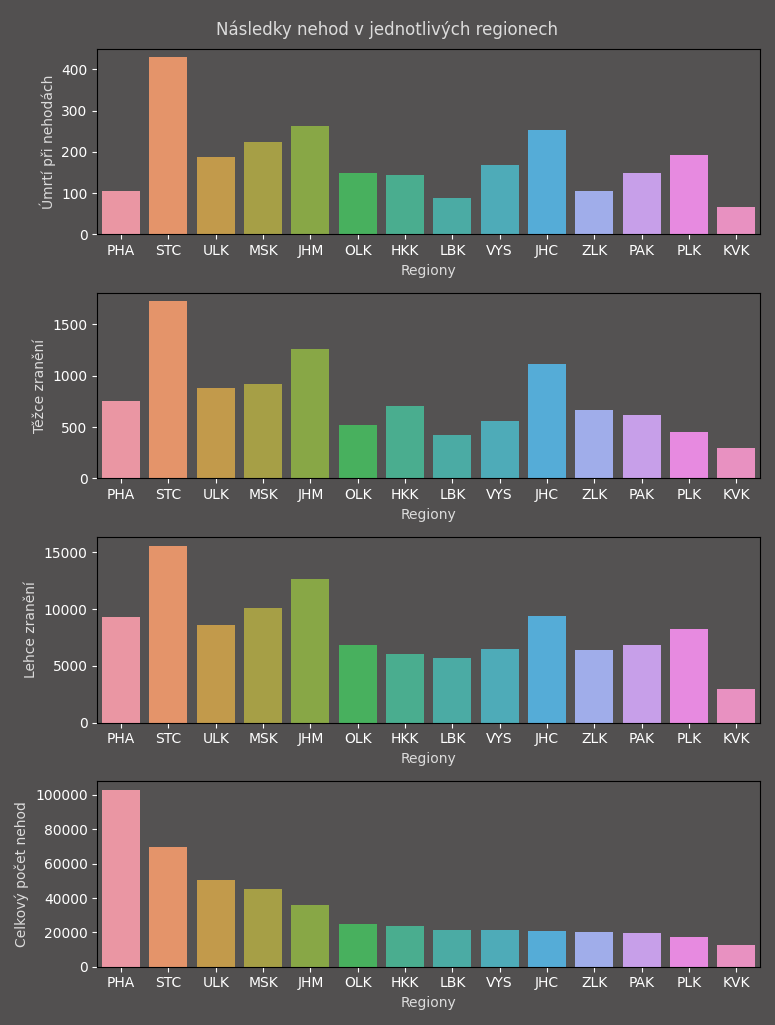 Následky nehod v jednotlivých regionech
Úmrtí při nehodách
400
300
200
100
0
PHA STC ULK MSK JHM OLK HKK LBK VYS JHC ZLK PAK PLK KVK
Regiony
Těžce zranění
1500
1000
500
0
PHA STC ULK MSK JHM OLK HKK LBK VYS JHC ZLK PAK PLK KVK
Regiony
Lehce zranění
15000
10000
5000
0
PHA STC ULK MSK JHM OLK HKK LBK VYS JHC ZLK PAK PLK KVK
Regiony
Celkový počet nehod
100000
80000
60000
40000
20000
0
PHA STC ULK MSK JHM OLK HKK LBK VYS JHC ZLK PAK PLK KVK
Regiony